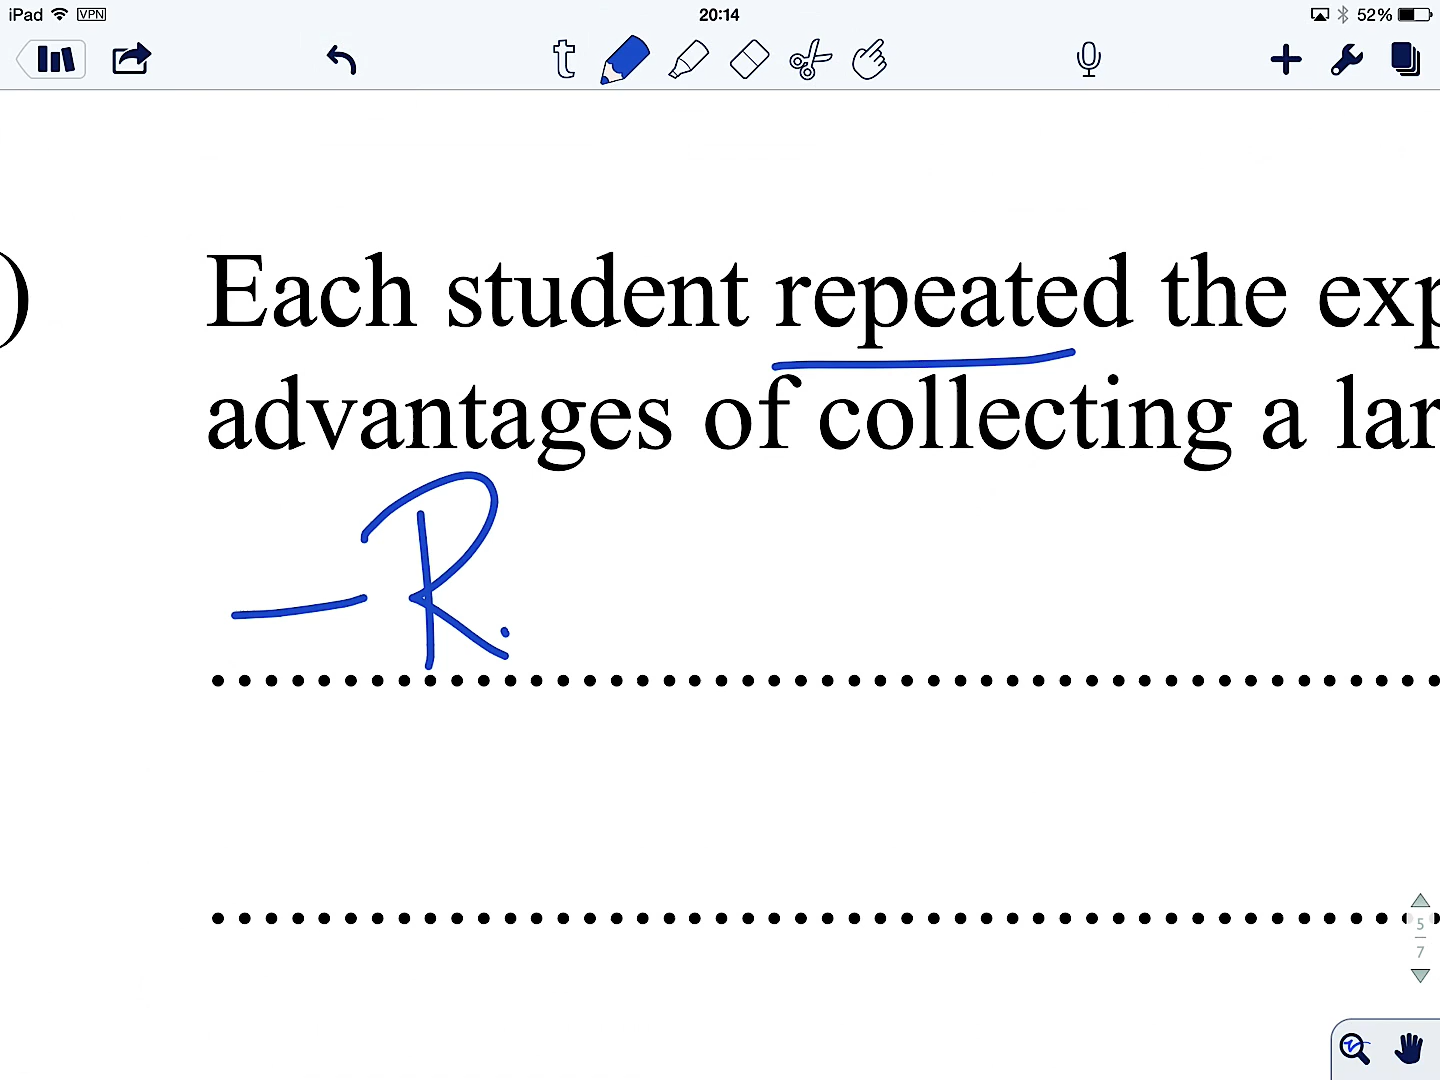 iPad VPN 20:14 52%
t
) Each student repeated the exp
advantages of collecting a lar
– R.
5
7